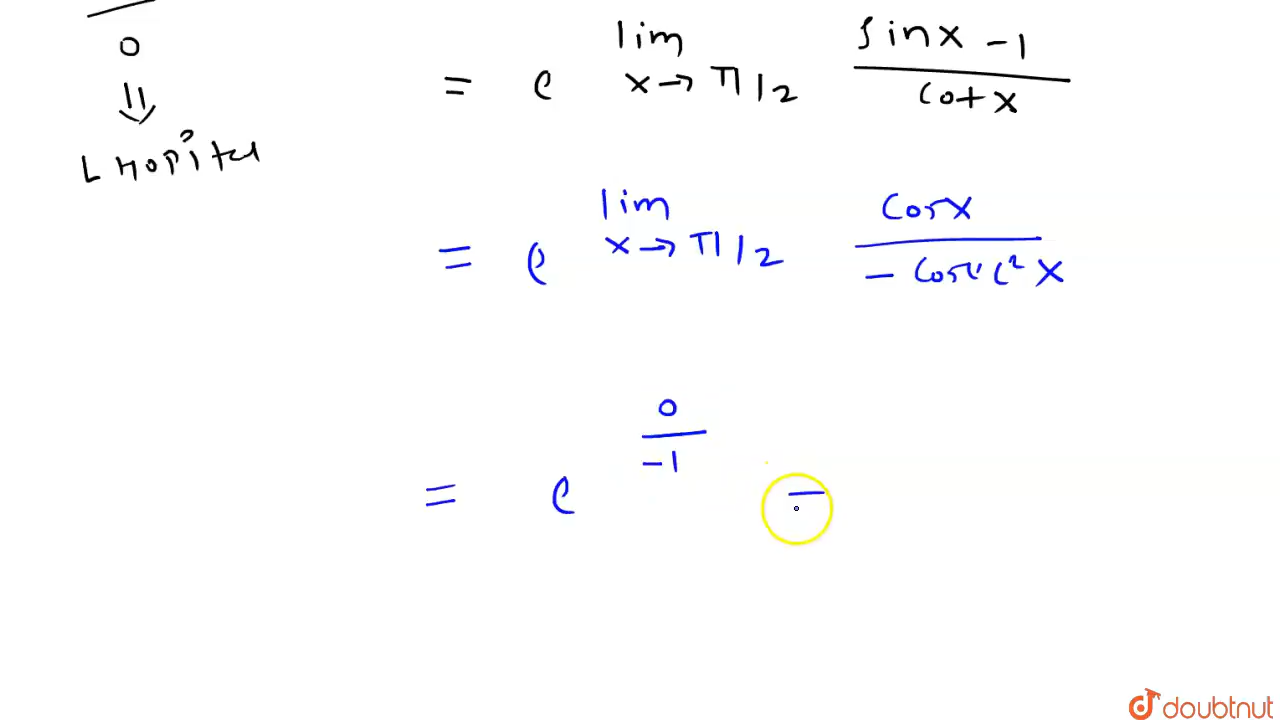 0
⇓
L Hopital
= e lim x→π/2 (sinx - 1)/(cotx)
= e lim x→π/2 (cosx)/(- cosec²x)
= e 0/-1 =
doubtnut